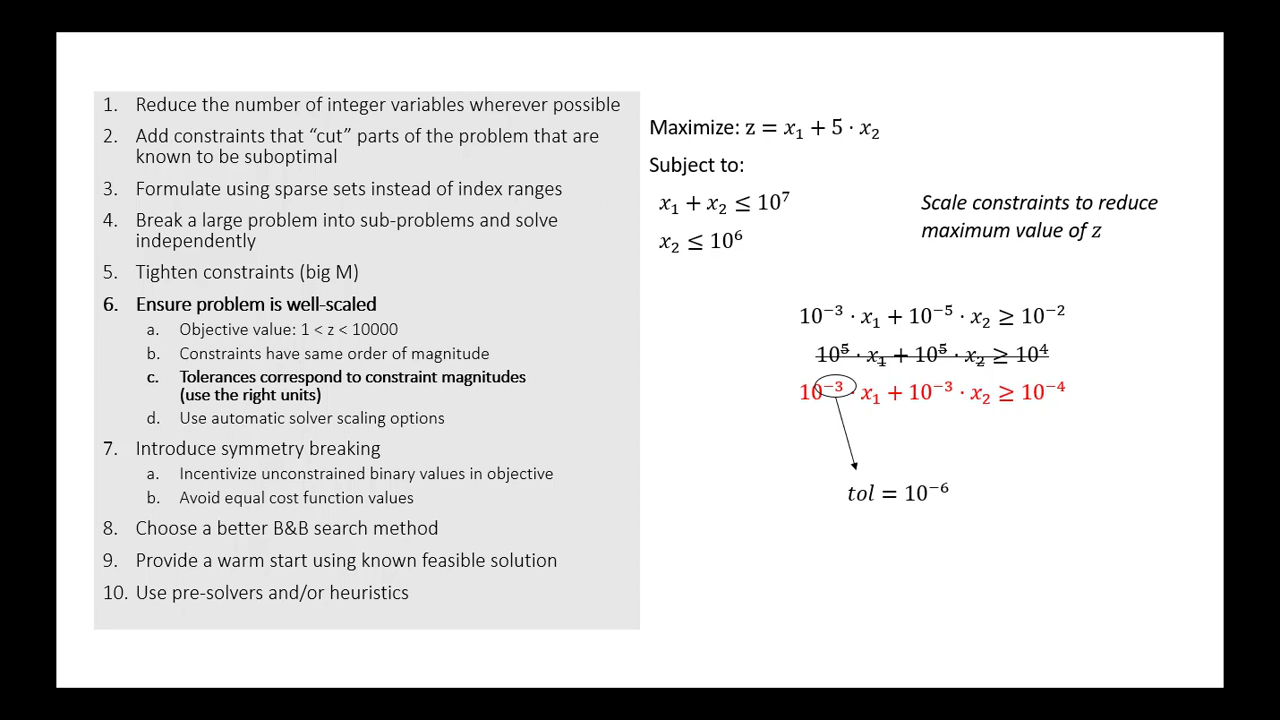 1. Reduce the number of integer variables wherever possible
2. Add constraints that “cut” parts of the problem that are
known to be suboptimal
3. Formulate using sparse sets instead of index ranges
4. Break a large problem into sub-problems and solve
independently
5. Tighten constraints (big M)
6. Ensure problem is well-scaled
a. Objective value: 1 < z < 10000
b. Constraints have same order of magnitude
c. Tolerances correspond to constraint magnitudes
(use the right units)
d. Use automatic solver scaling options
7. Introduce symmetry breaking
a. Incentivize unconstrained binary values in objective
b. Avoid equal cost function values
8. Choose a better B&B search method
9. Provide a warm start using known feasible solution
10. Use pre-solvers and/or heuristics
Maximize: z = x₁ + 5 · x₂
Subject to:
x₁ + x₂ ≤ 10⁷
x₂ ≤ 10⁶
Scale constraints to reduce
maximum value of z
10⁻³ · x₁ + 10⁻⁵ · x₂ ≥ 10⁻²
10⁵ · x₁ + 10⁵ · x₂ ≥ 10⁴
10⁻³ · x₁ + 10⁻³ · x₂ ≥ 10⁻⁴
tol = 10⁻⁶